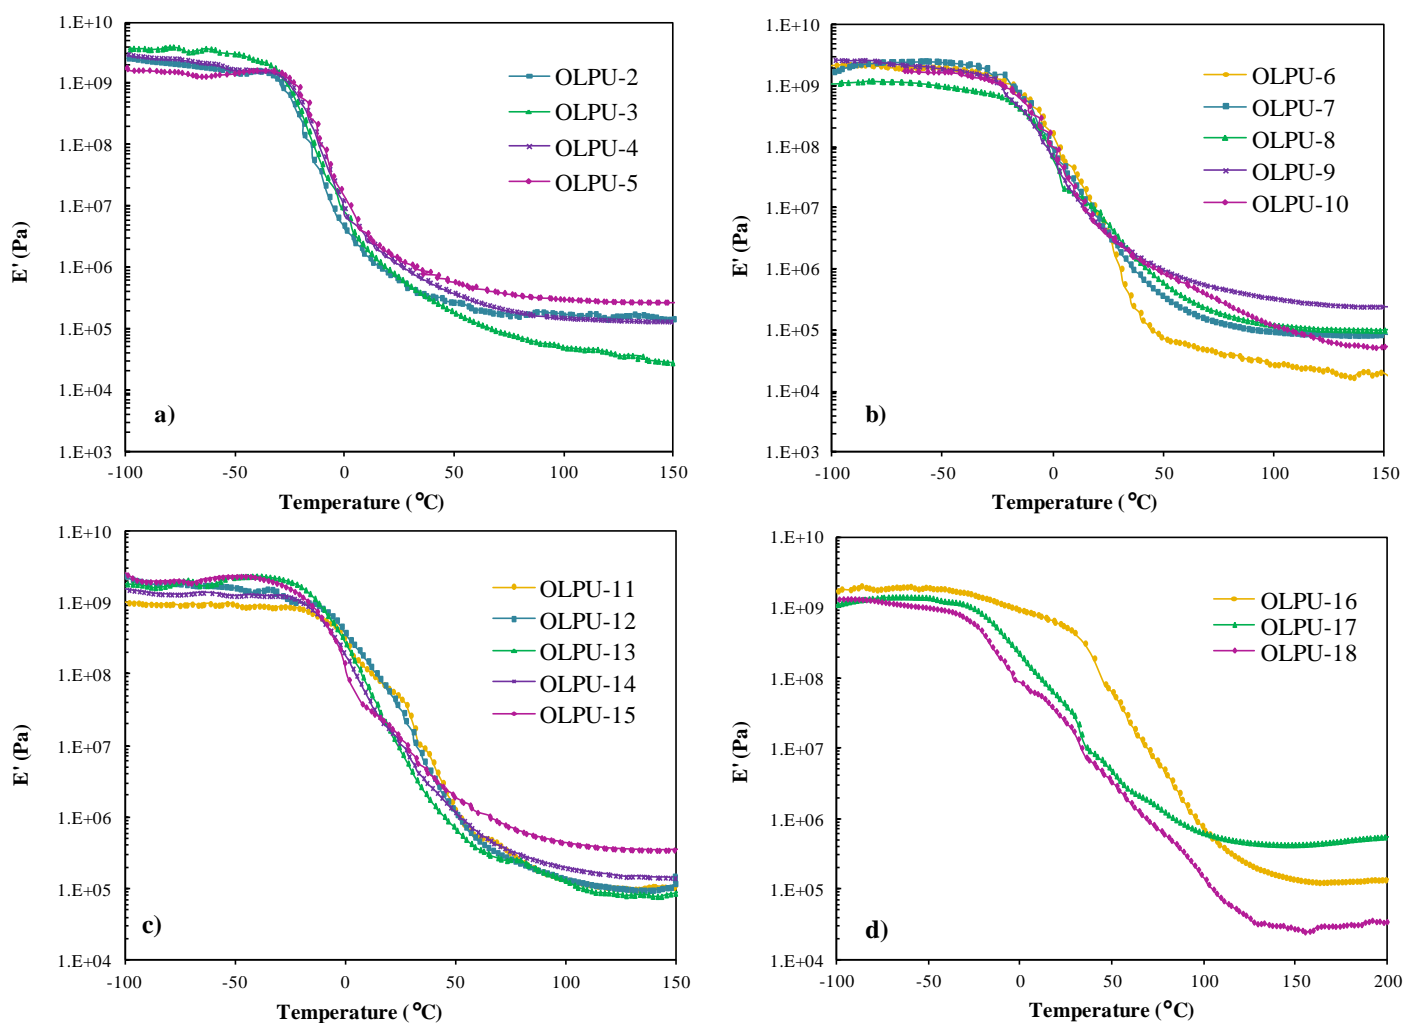 1.E+10
1.E+09
1.E+08
1.E+07
1.E+06
1.E+05
1.E+04
1.E+03
E' (Pa)
OLPU-2
OLPU-3
OLPU-4
OLPU-5
a)
-100 -50 0 50 100 150
Temperature (°C)
1.E+10
1.E+09
1.E+08
1.E+07
1.E+06
1.E+05
1.E+04
1.E+03
E' (Pa)
OLPU-6
OLPU-7
OLPU-8
OLPU-9
OLPU-10
b)
-100 -50 0 50 100 150
Temperature (°C)
1.E+10
1.E+09
1.E+08
1.E+07
1.E+06
1.E+05
1.E+04
E' (Pa)
OLPU-11
OLPU-12
OLPU-13
OLPU-14
OLPU-15
c)
-100 -50 0 50 100 150
Temperature (°C)
1.E+10
1.E+09
1.E+08
1.E+07
1.E+06
1.E+05
1.E+04
E' (Pa)
OLPU-16
OLPU-17
OLPU-18
d)
-100 -50 0 50 100 150 200
Temperature (°C)